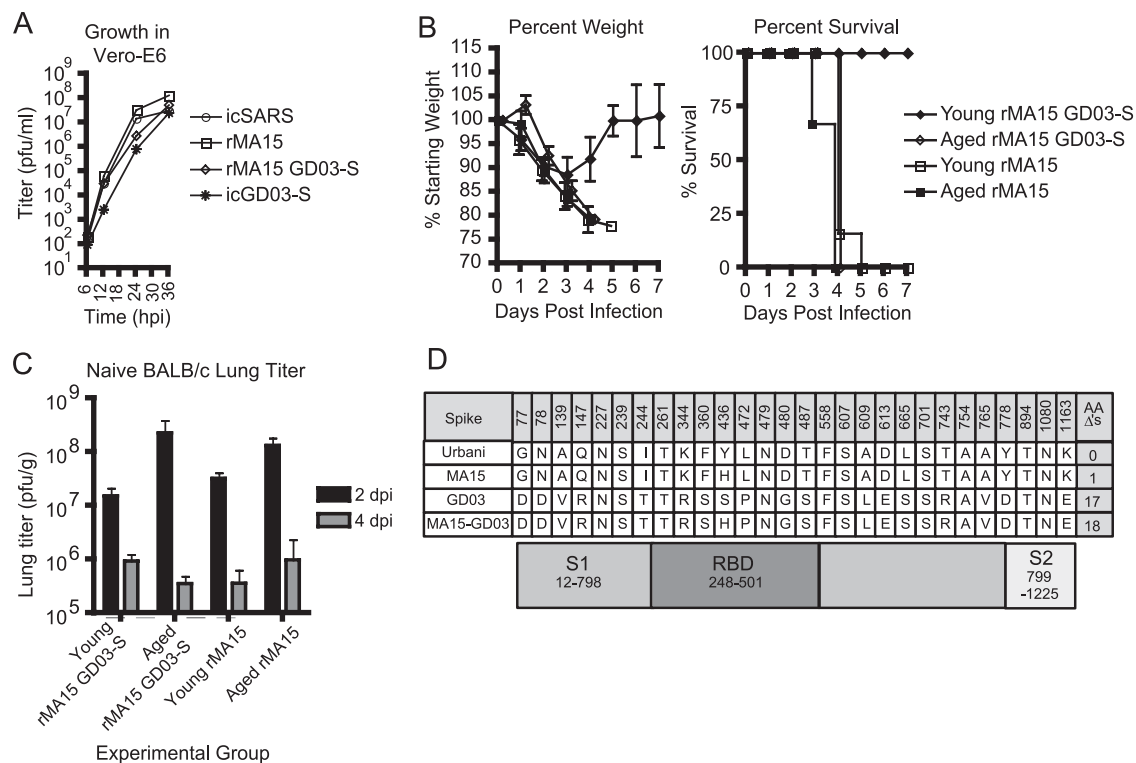 A
Growth in
Vero-E6
Titer (pfu/ml)
10^9
10^8
10^7
10^6
10^5
10^4
10^3
10^2
10^1
6 12 18 24 30 36
Time (hpi)
icSARS
rMA15
rMA15 GD03-S
icGD03-S
B
Percent Weight
% Starting Weight
115
110
105
100
95
90
85
80
75
70
0 1 2 3 4 5 6 7
Days Post Infection
Percent Survival
% Survival
100
75
50
25
0
0 1 2 3 4 5 6 7
Days Post Infection
Young rMA15 GD03-S
Aged rMA15 GD03-S
Young rMA15
Aged rMA15
C
Naive BALB/c Lung Titer
Lung titer (pfu/g)
10^9
10^8
10^7
10^6
10^5
2 dpi
4 dpi
Young
rMA15 GD03-S
Aged
rMA15 GD03-S
Young rMA15
Aged rMA15
Experimental Group
D
Spike 77 78 139 147 227 239 244 261 344 360 436 472 479 480 487 558 607 609 613 665 701 743 754 765 778 894 1080 1163 AA Δ's
Urbani G N A Q N S I T K F Y L N D T F S A D L S T A A Y T N K 0
MA15 G N A Q N S I T K F H L N D T F S A D L S T A A Y T N K 1
GD03 D D V R N S T T R S S P N G S F S L E S S R A V D T N E 17
MA15-GD03 D D V R N S T T R S H P N G S F S L E S S R A V D T N E 18
S1
12-798
RBD
248-501
S2
799
-1225